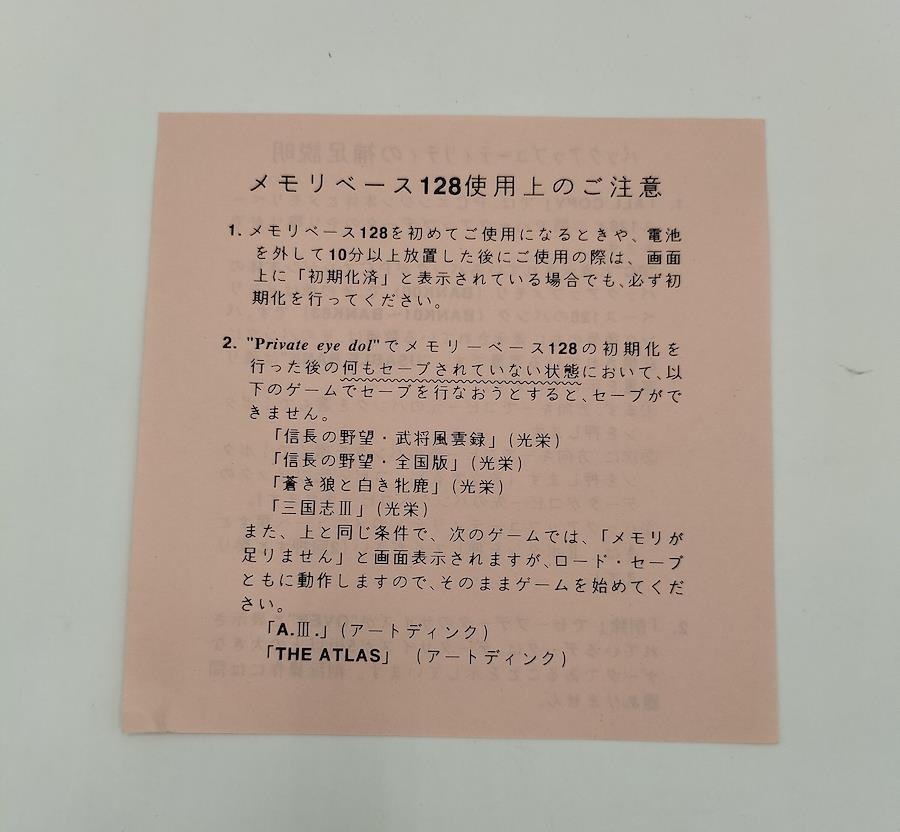 メモリベース128使用上のご注意
1. メモリベース128を初めてご使用になるときや、電池
を外して10分以上放置した後にご使用の際は、画面
上に「初期化済」と表示されている場合でも、必ず初
期化を行ってください。
2. "Private eye dol"でメモリーベース128の初期化を
行った後の何もセーブされていない状態において、以
下のゲームでセーブを行なおうとすると、セーブがで
きません。
「信長の野望・武将風雲録」(光栄)
「信長の野望・全国版」(光栄)
「蒼き狼と白き牝鹿」(光栄)
「三国志Ⅲ」(光栄)
また、上と同じ条件で、次のゲームでは、「メモリが
足りません」と画面表示されますが、ロード・セーブ
ともに動作しますので、そのままゲームを始めてくだ
さい。
「A.Ⅲ.」(アートディンク)
「THE ATLAS」 (アートディンク)